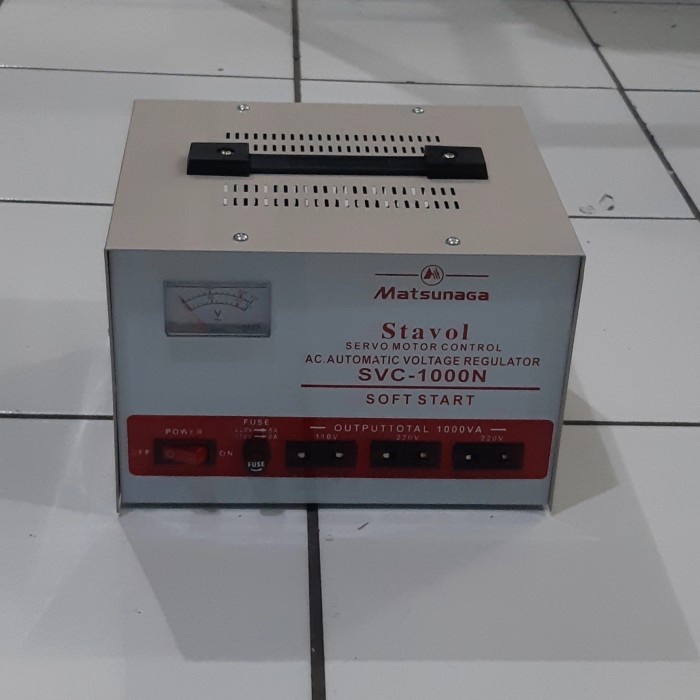 Matsunaga
Stavol
SERVO MOTOR CONTROL
AC.AUTOMATIC VOLTAGE REGULATOR
SVC-1000N
SOFT START
V
POWER
OFF
ON
FUSE
FUSE
OUTPUTTOTAL 1000VA
110V 220V 220V